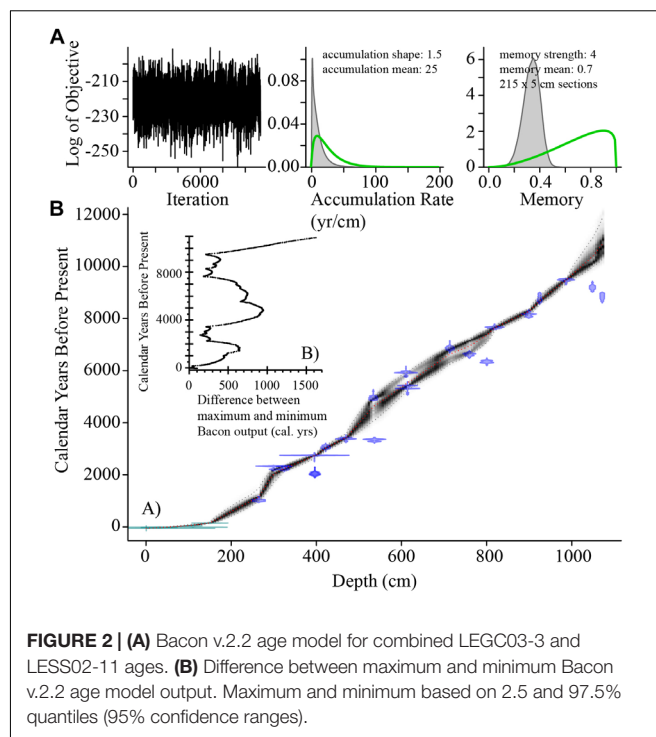 A
Log of Objective
-210
-230
-250
0
6000
Iteration
accumulation shape: 1.5
accumulation mean: 25
0.08
0.04
0.00
0
100
200
Accumulation Rate
(yr/cm)
memory strength: 4
memory mean: 0.7
215 x 5 cm sections
6
4
2
0
0.0
0.4
0.8
Memory
B
Calendar Years Before Present
12000
10000
8000
6000
4000
2000
0
Calendar Years Before Present
8000
4000
0
B)
0
500
1000
1500
Difference between
maximum and minimum
Bacon output (cal. yrs)
A)
0
200
400
600
800
1000
Depth (cm)
FIGURE 2 | (A) Bacon v.2.2 age model for combined LEGC03-3 and
LESS02-11 ages. (B) Difference between maximum and minimum Bacon
v.2.2 age model output. Maximum and minimum based on 2.5 and 97.5%
quantiles (95% confidence ranges).